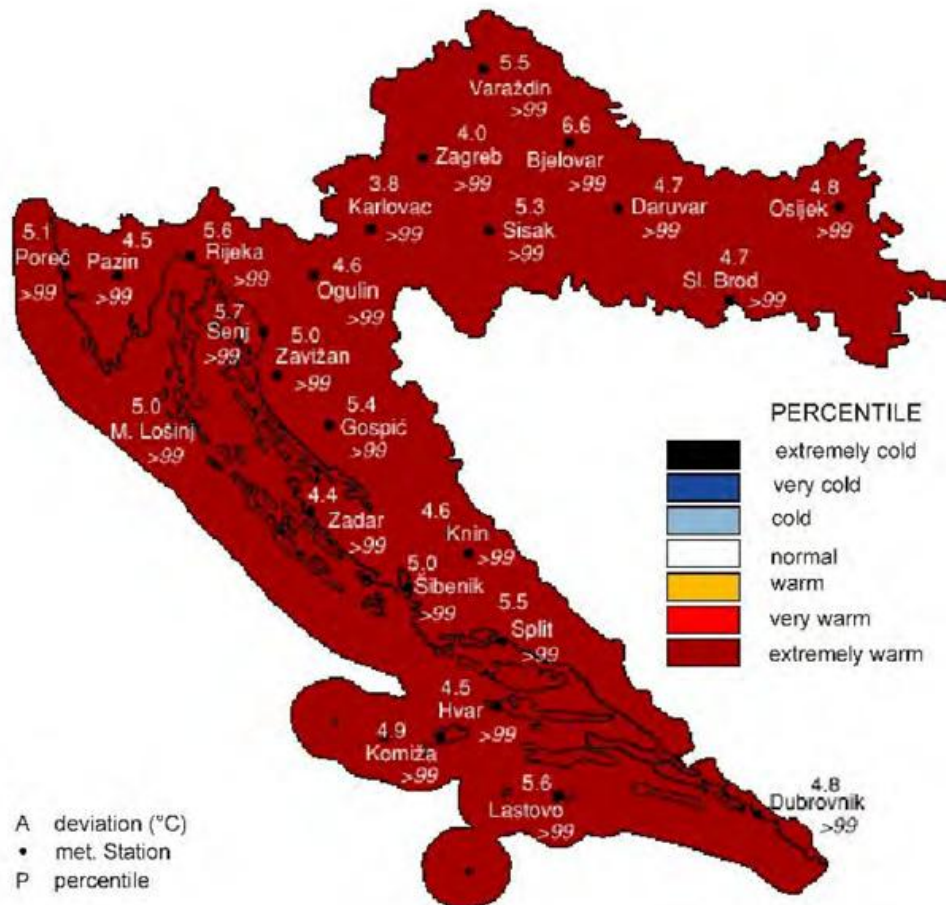 5.5
Varaždin
>99
4.0
Zagreb
>99
6.6
Bjelovar
>99
3.8
Karlovac
>99
5.3
Sisak
>99
4.7
Daruvar
>99
4.8
Osijek
>99
5.1
Poreč
>99
4.5
Pazin
>99
5.6
Rijeka
>99
4.6
Ogulin
>99
4.7
Sl. Brod
>99
5.7
Senj
>99
5.0
Zavižan
>99
5.0
M. Lošinj
>99
5.4
Gospić
>99
4.4
Zadar
>99
4.6
Knin
>99
5.0
Šibenik
>99
5.5
Split
>99
4.5
Hvar
>99
4.9
Komiža
>99
5.6
Lastovo
>99
4.8
Dubrovnik
>99
PERCENTILE
extremely cold
very cold
cold
normal
warm
very warm
extremely warm
A deviation (°C)
• met. Station
P percentile